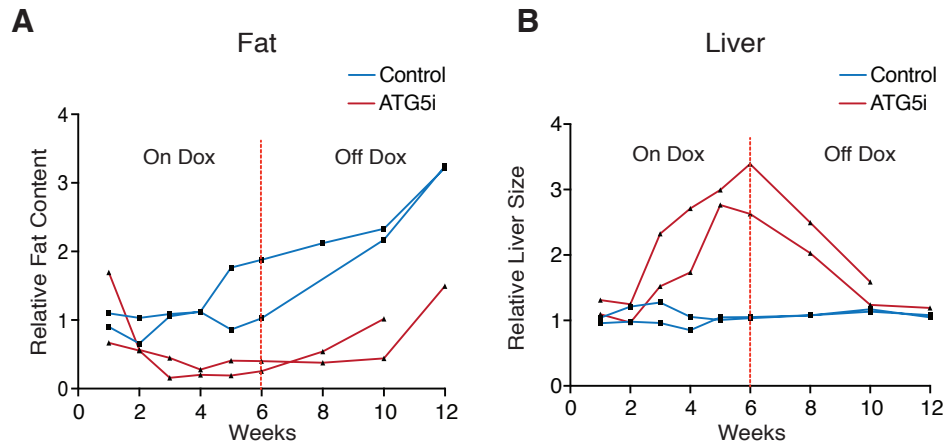 A
Fat
Control
ATG5i
4
3
2
1
0
Relative Fat Content
On Dox
Off Dox
0
2
4
6
8
10
12
Weeks
B
Liver
Control
ATG5i
4
3
2
1
0
Relative Liver Size
On Dox
Off Dox
0
2
4
6
8
10
12
Weeks